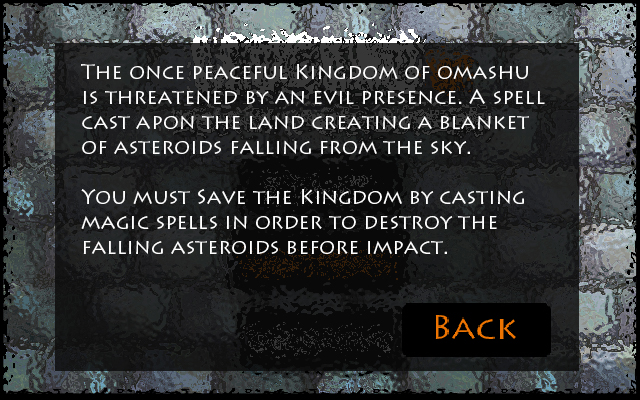 The once peaceful Kingdom of omashu
is threatened by an evil presence. A spell
cast apon the land creating a blanket
of asteroids falling from the sky.
You must Save the Kingdom by casting
magic spells in order to destroy the
falling asteroids before impact.
Back